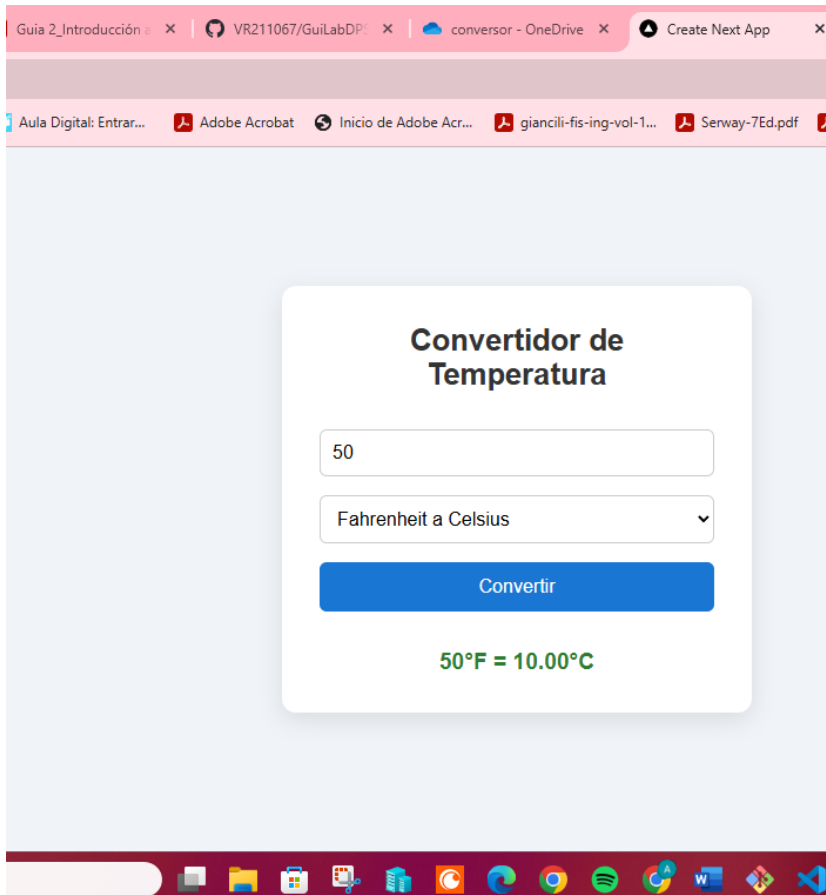 Guia 2_Introducción a
VR211067/GuiLabDPS
conversor - OneDrive
Create Next App
Aula Digital: Entrar...
Adobe Acrobat
Inicio de Adobe Acr...
giancili-fis-ing-vol-1...
Serway-7Ed.pdf
Convertidor de
Temperatura
50
Fahrenheit a Celsius
Convertir
50°F = 10.00°C